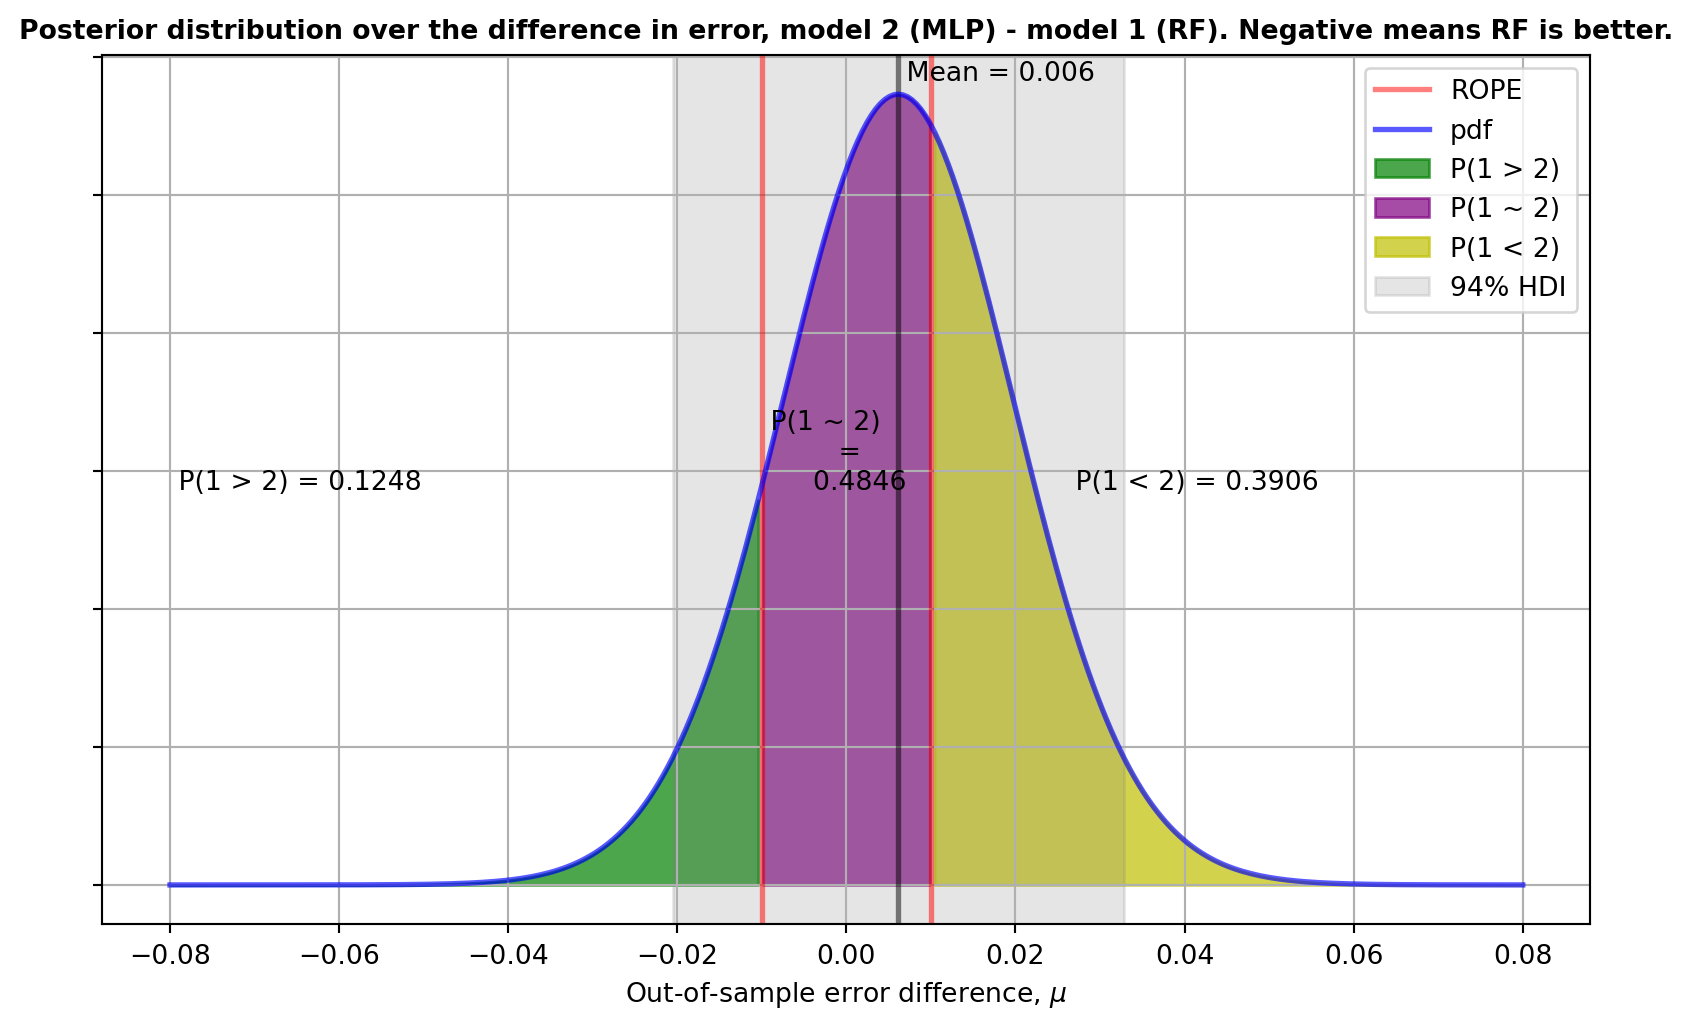 Posterior distribution over the difference in error, model 2 (MLP) - model 1 (RF). Negative means RF is better.
Mean = 0.006
ROPE
pdf
P(1 > 2)
P(1 ~ 2)
P(1 < 2)
94% HDI
P(1 ~ 2)
=
0.4846
P(1 > 2) = 0.1248
P(1 < 2) = 0.3906
−0.08 −0.06 −0.04 −0.02 0.00 0.02 0.04 0.06 0.08
Out-of-sample error difference, μ